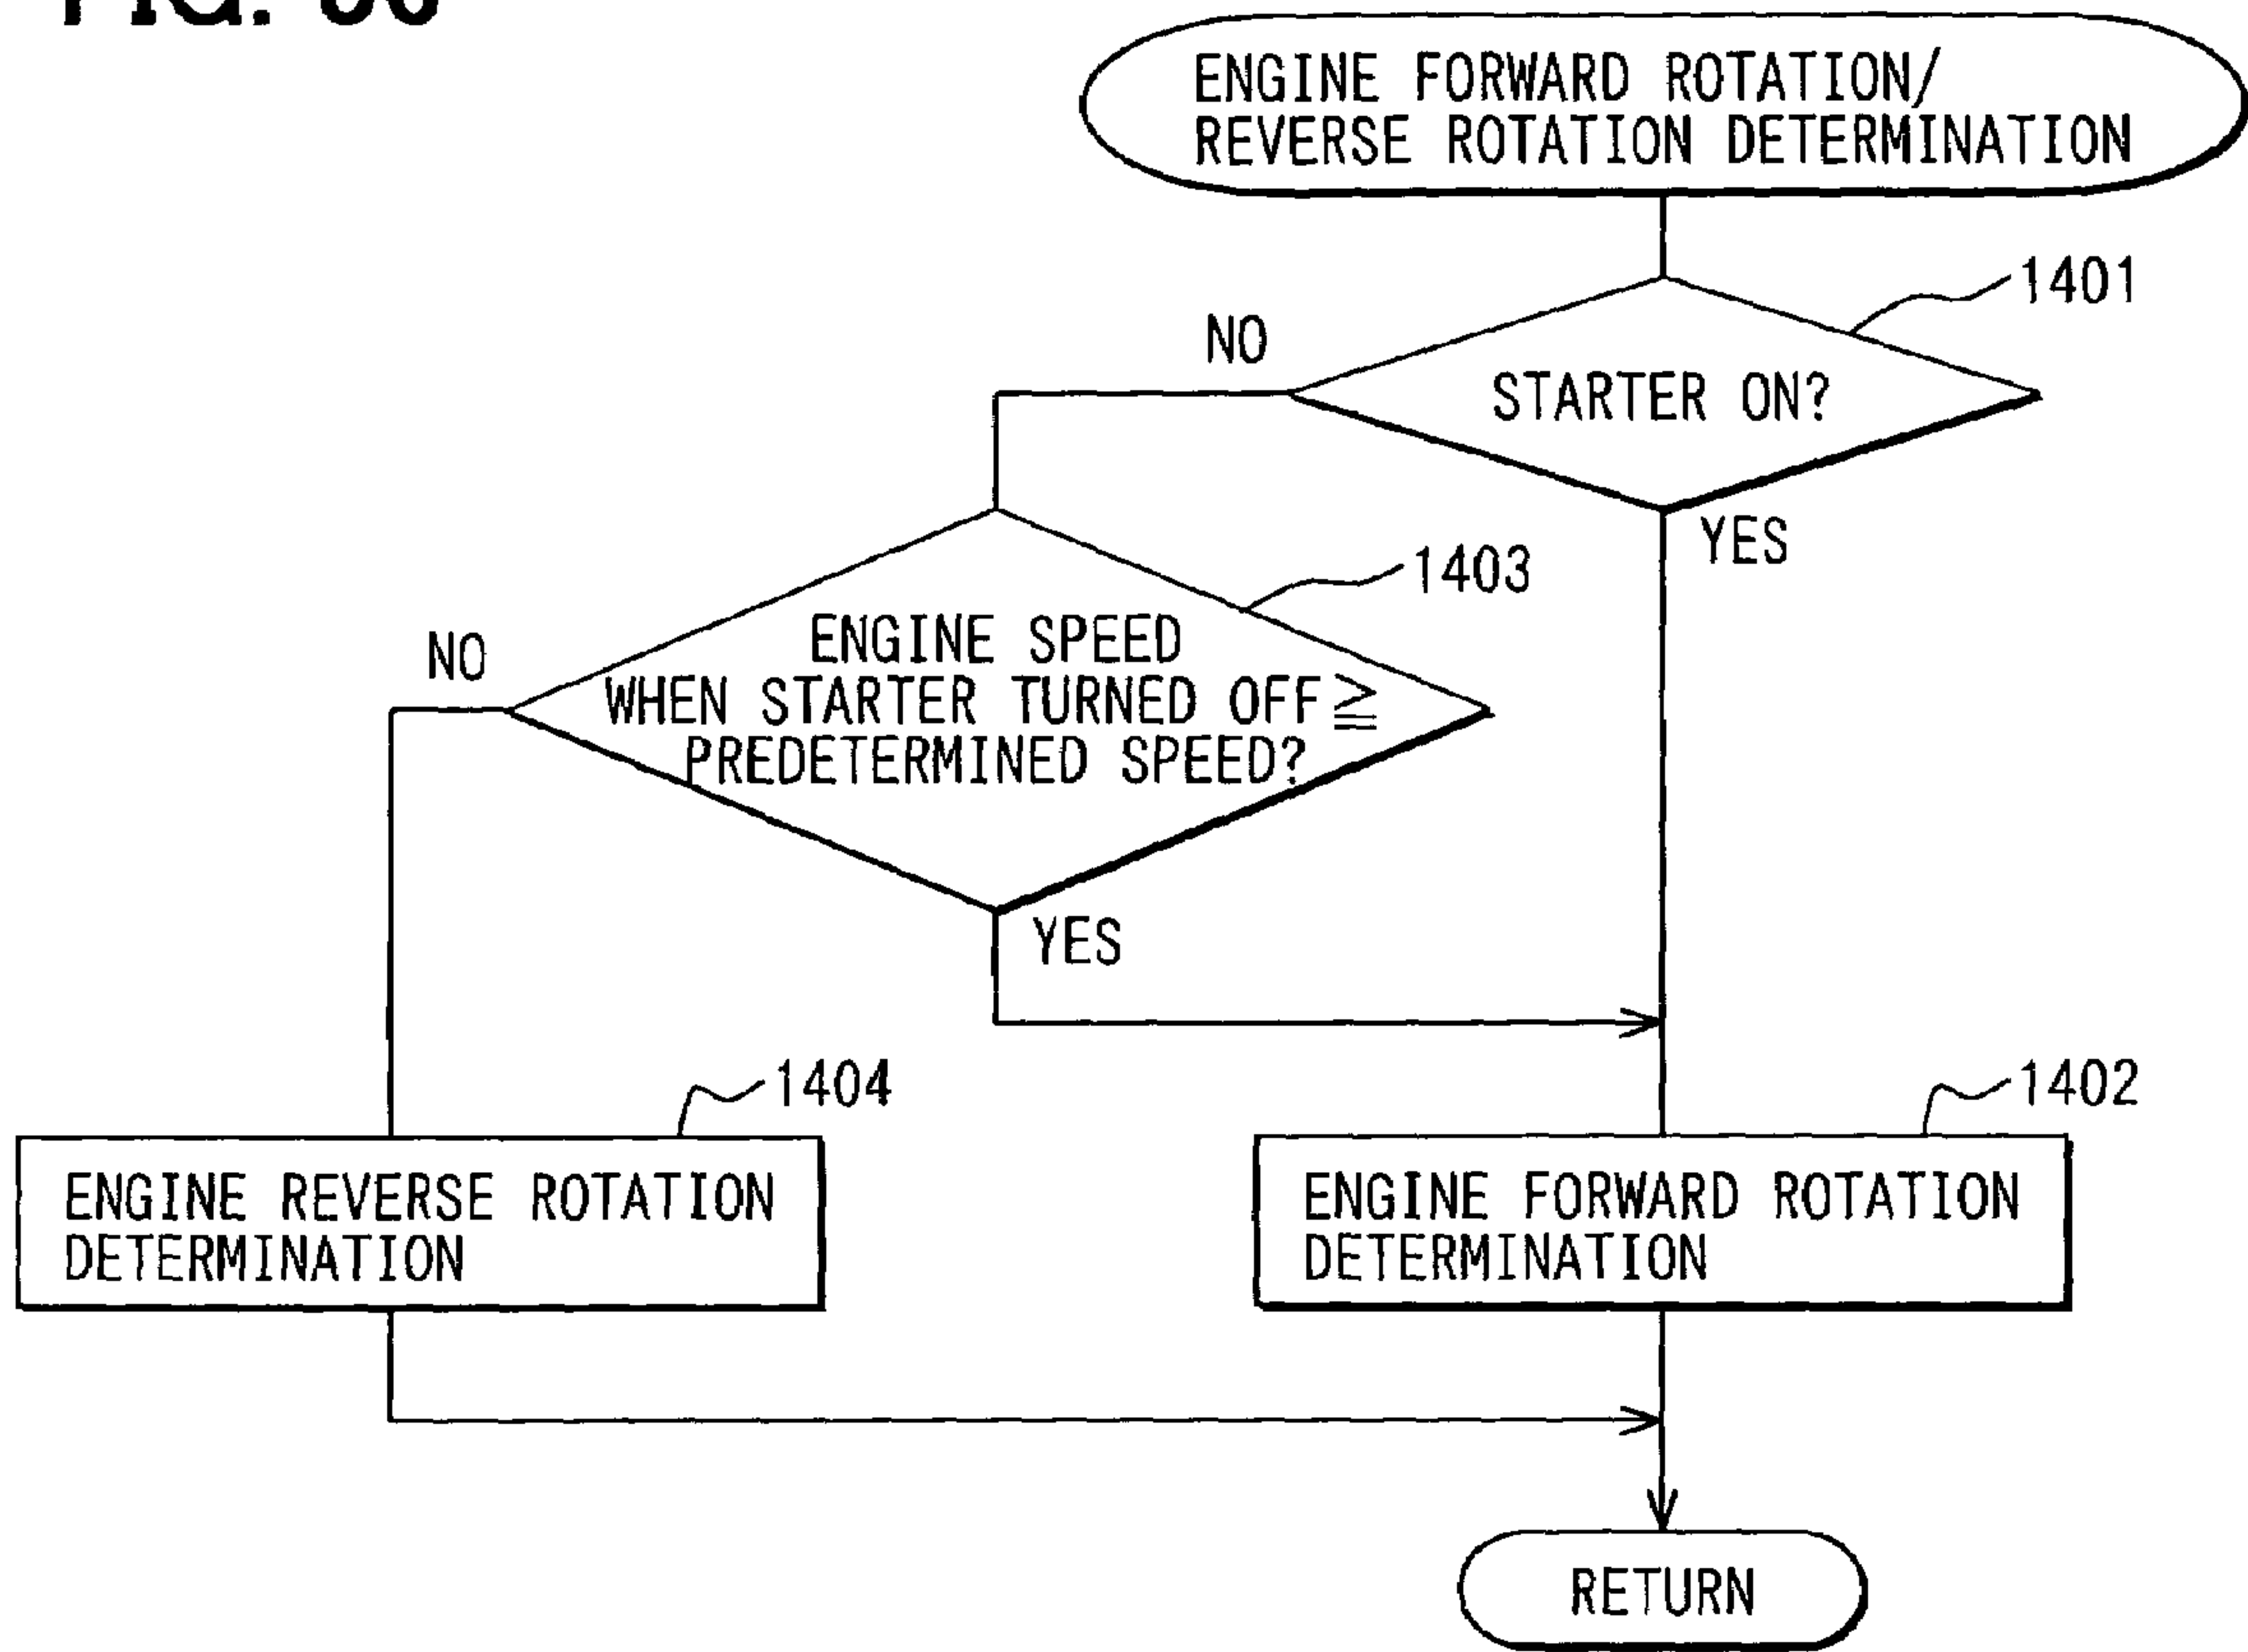 FIG.
ENGINE FORWARD ROTATION/
REVERSE ROTATION DETERMINATION
1401
NO
STARTER ON?
YES
1403
NO
ENGINE SPEED
WHEN STARTER TURNED OFF≧
PREDETERMINED SPEED?
YES
1404
1402
ENGINE REVERSE ROTATION
DETERMINATION
ENGINE FORWARD ROTATION
DETERMINATION
RETURN